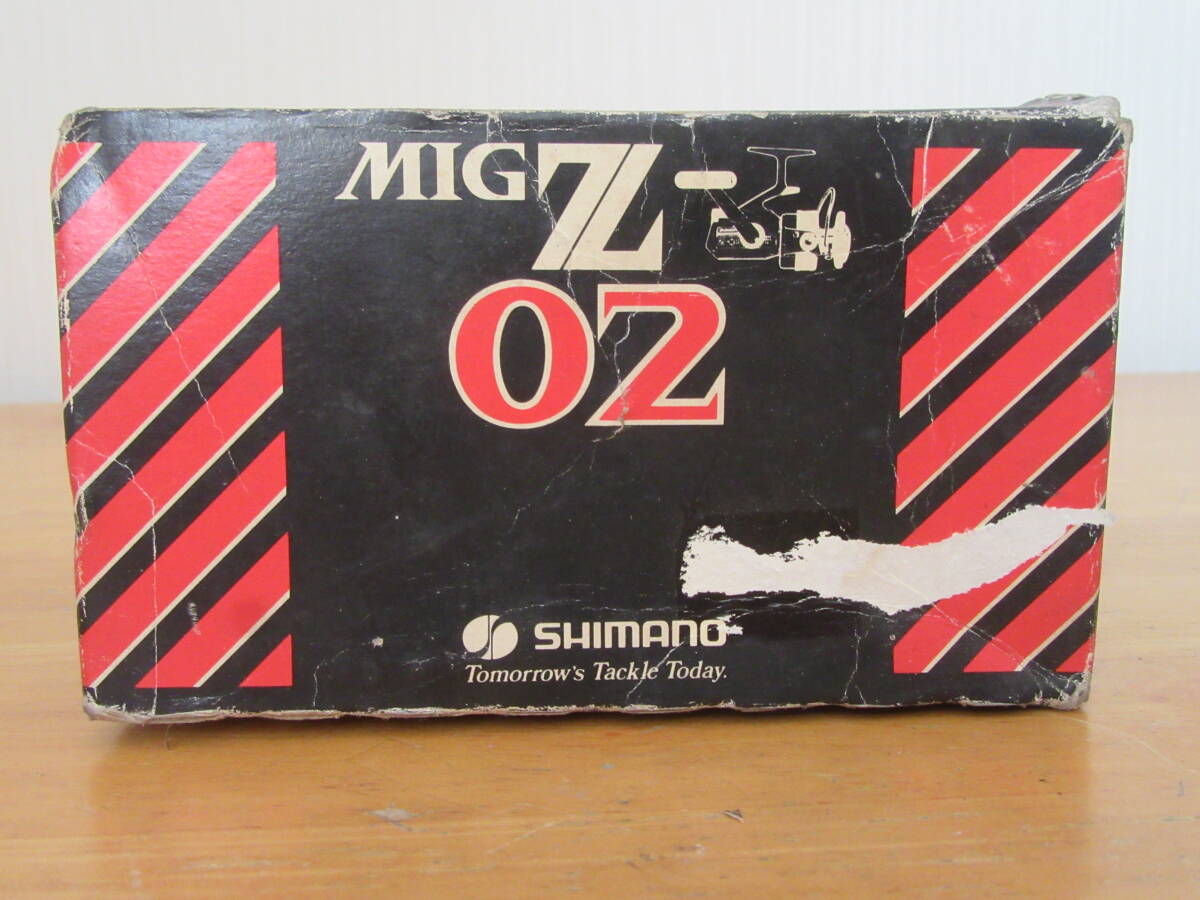 MIG Z-
02
SHIMANO
Tomorrow's Tackle Today.